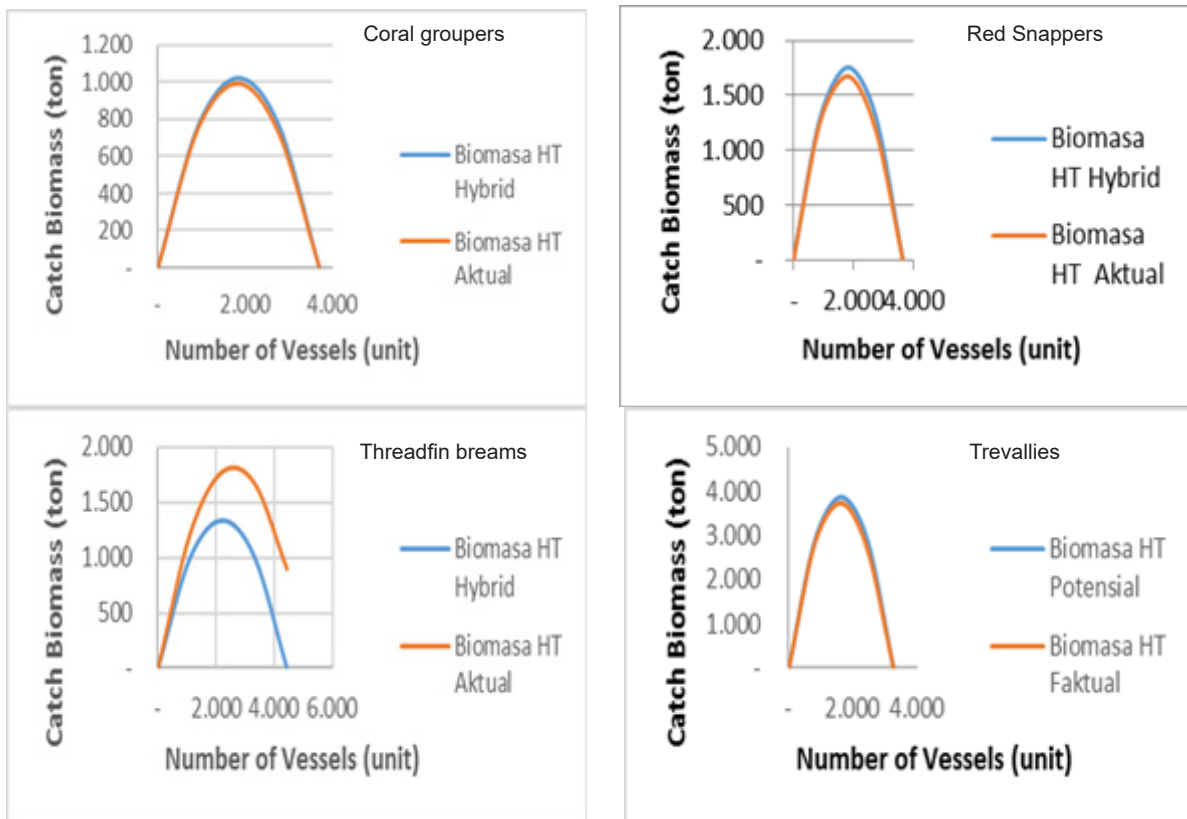 Coral groupers
Catch Biomass (ton)
1.200
1.000
800
600
400
200
-
- 2.000 4.000
Number of Vessels (unit)
Biomasa HT
Hybrid
Biomasa HT
Aktual
Red Snappers
Catch Biomass (ton)
2.000
1.500
1.000
500
-
- 2.000 4.000
Number of Vessels (unit)
Biomasa
HT Hybrid
Biomasa
HT Aktual
Threadfin breams
Catch Biomass (ton)
2.000
1.500
1.000
500
-
- 2.000 4.000 6.000
Number of Vessels (unit)
Biomasa HT
Hybrid
Biomasa HT
Aktual
Trevallies
Catch Biomass (ton)
5.000
4.000
3.000
2.000
1.000
-
- 2.000 4.000
Number of Vessels (unit)
Biomasa HT
Potensial
Biomasa HT
Faktual